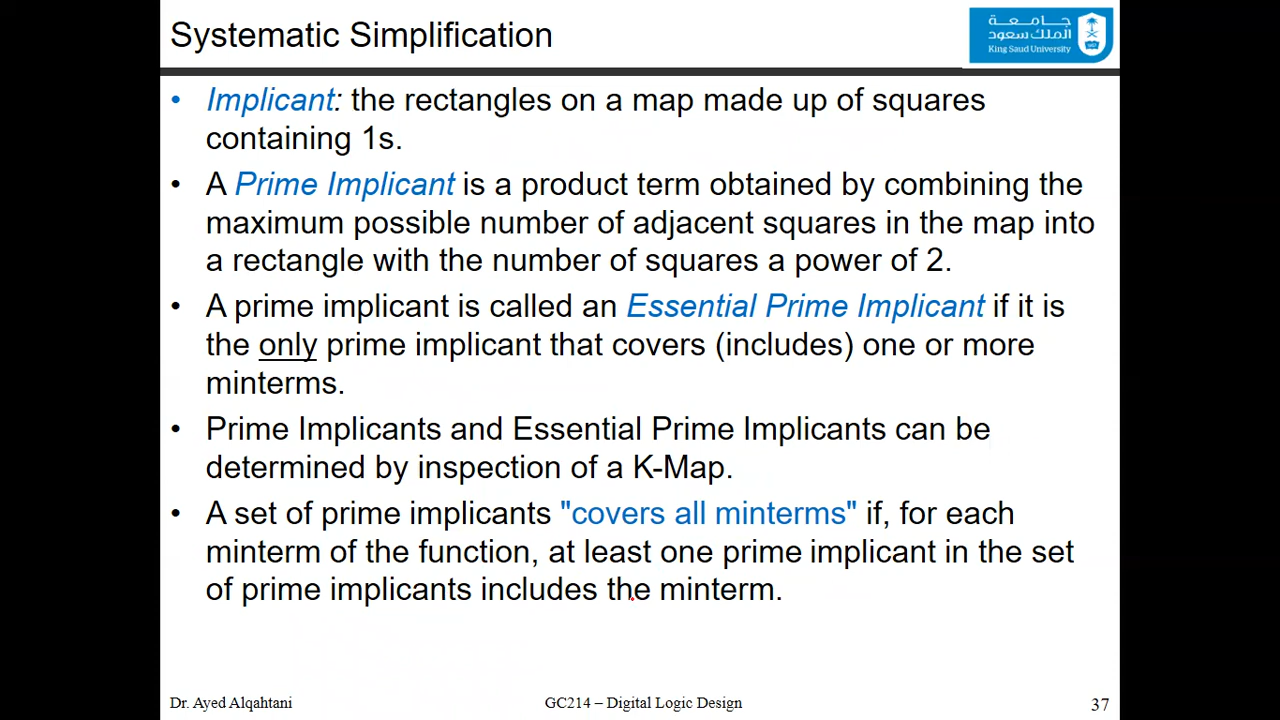 Systematic Simplification
جامعة
الملك سعود
King Saud University
• Implicant: the rectangles on a map made up of squares
containing 1s.
• A Prime Implicant is a product term obtained by combining the
maximum possible number of adjacent squares in the map into
a rectangle with the number of squares a power of 2.
• A prime implicant is called an Essential Prime Implicant if it is
the only prime implicant that covers (includes) one or more
minterms.
• Prime Implicants and Essential Prime Implicants can be
determined by inspection of a K-Map.
• A set of prime implicants "covers all minterms" if, for each
minterm of the function, at least one prime implicant in the set
of prime implicants includes the minterm.
Dr. Ayed Alqahtani
GC214 – Digital Logic Design
37